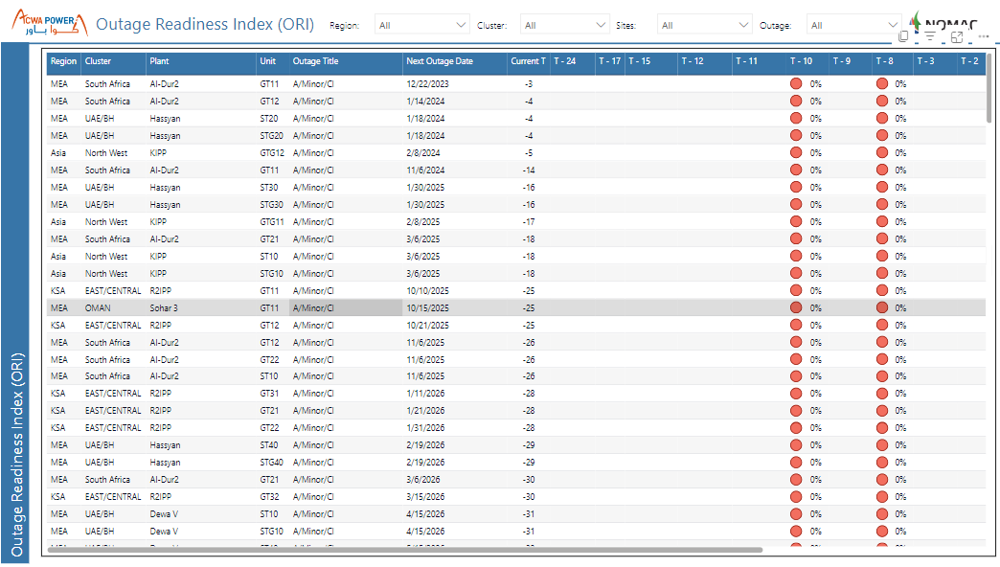 ACWA POWER
أكوا باور
Outage Readiness Index (ORI)
Region: All Cluster: All Sites: All Outage: All
NOMAC
Region Cluster Plant Unit Outage Title Next Outage Date Current T T - 24 T - 17 T - 15 T - 12 T - 11 T - 10 T - 9 T - 8 T - 3 T - 2
MEA South Africa Al-Dur2 GT11 A/Minor/CI 12/22/2023 -3 0% 0%
MEA South Africa Al-Dur2 GT12 A/Minor/CI 1/14/2024 -4 0% 0%
MEA UAE/BH Hassyan ST20 A/Minor/CI 1/18/2024 -4 0% 0%
MEA UAE/BH Hassyan STG20 A/Minor/CI 1/18/2024 -4 0% 0%
Asia North West KIPP GTG12 A/Minor/CI 2/8/2024 -5 0% 0%
MEA South Africa Al-Dur2 GT11 A/Minor/CI 11/6/2024 -14 0% 0%
MEA UAE/BH Hassyan ST30 A/Minor/CI 1/30/2025 -16 0% 0%
MEA UAE/BH Hassyan STG30 A/Minor/CI 1/30/2025 -16 0% 0%
Asia North West KIPP GTG11 A/Minor/CI 2/8/2025 -17 0% 0%
MEA South Africa Al-Dur2 GT21 A/Minor/CI 3/6/2025 -18 0% 0%
Asia North West KIPP ST10 A/Minor/CI 3/6/2025 -18 0% 0%
Asia North West KIPP STG10 A/Minor/CI 3/6/2025 -18 0% 0%
KSA EAST/CENTRAL R2IPP GT11 A/Minor/CI 10/10/2025 -25 0% 0%
MEA OMAN Sohar 3 GT11 A/Minor/CI 10/15/2025 -25 0% 0%
KSA EAST/CENTRAL R2IPP GT12 A/Minor/CI 10/21/2025 -25 0% 0%
MEA South Africa Al-Dur2 GT12 A/Minor/CI 11/6/2025 -26 0% 0%
MEA South Africa Al-Dur2 GT22 A/Minor/CI 11/6/2025 -26 0% 0%
MEA South Africa Al-Dur2 ST10 A/Minor/CI 11/6/2025 -26 0% 0%
KSA EAST/CENTRAL R2IPP GT31 A/Minor/CI 1/11/2026 -28 0% 0%
KSA EAST/CENTRAL R2IPP GT21 A/Minor/CI 1/21/2026 -28 0% 0%
KSA EAST/CENTRAL R2IPP GT22 A/Minor/CI 1/31/2026 -28 0% 0%
MEA UAE/BH Hassyan ST40 A/Minor/CI 2/19/2026 -29 0% 0%
MEA UAE/BH Hassyan STG40 A/Minor/CI 2/19/2026 -29 0% 0%
MEA South Africa Al-Dur2 GT21 A/Minor/CI 3/6/2026 -30 0% 0%
KSA EAST/CENTRAL R2IPP GT32 A/Minor/CI 3/15/2026 -30 0% 0%
MEA UAE/BH Dewa V ST10 A/Minor/CI 4/15/2026 -31 0% 0%
MEA UAE/BH Dewa V STG10 A/Minor/CI 4/15/2026 -31 0% 0%
Outage Readiness Index (ORI)